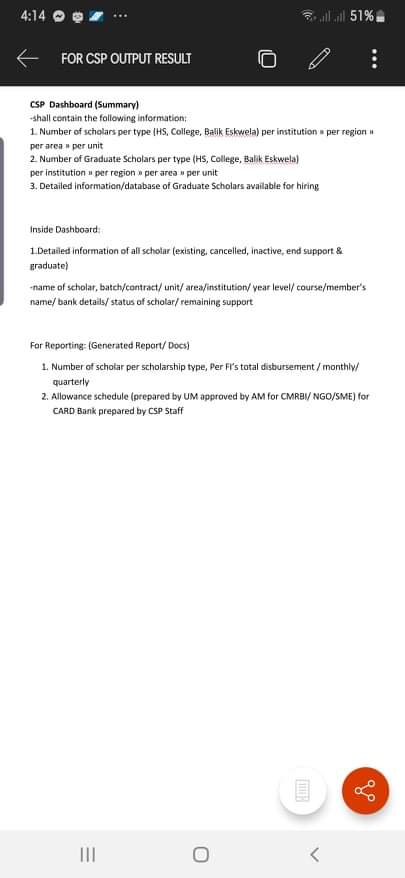 4:14 ... 51%
FOR CSP OUTPUT RESULT
CSP Dashboard (Summary)
-shall contain the following information:
1. Number of scholars per type (HS, College, Balik Eskwela) per institution » per region »
per area » per unit
2. Number of Graduate Scholars per type (HS, College, Balik Eskwela)
per institution » per region » per area » per unit
3. Detailed information/database of Graduate Scholars available for hiring
Inside Dashboard:
1.Detailed information of all scholar (existing, cancelled, inactive, end support &
graduate)
-name of scholar, batch/contract/ unit/ area/institution/ year level/ course/member's
name/ bank details/ status of scholar/ remaining support
For Reporting: (Generated Report/ Docs)
1. Number of scholar per scholarship type, Per FI's total disbursement / monthly/
quarterly
2. Allowance schedule (prepared by UM approved by AM for CMRBI/ NGO/SME) for
CARD Bank prepared by CSP Staff